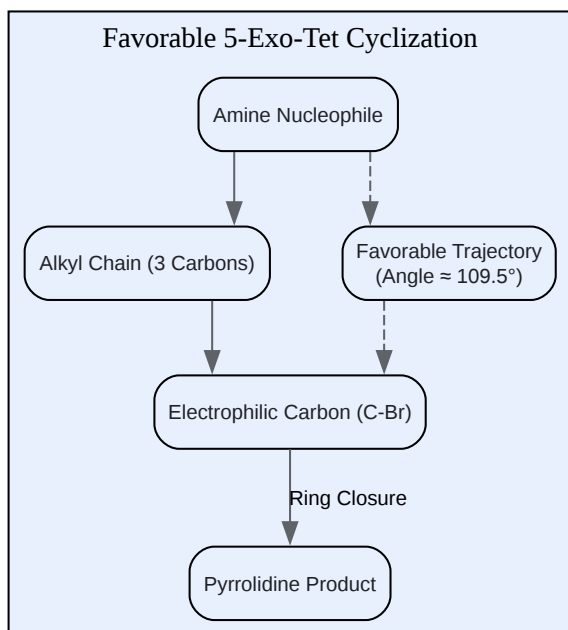 Favorable 5-Exo-Tet Cyclization
Amine Nucleophile
Alkyl Chain (3 Carbons)
Favorable Trajectory
(Angle ≈ 109.5°)
Electrophilic Carbon (C-Br)
Ring Closure
Pyrrolidine Product